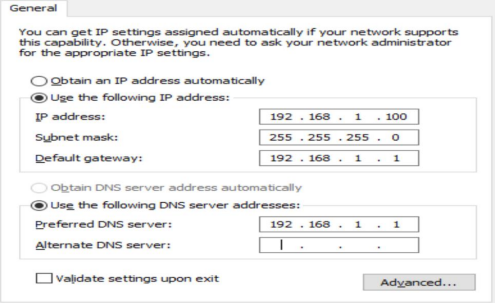 General
You can get IP settings assigned automatically if your network supports
this capability. Otherwise, you need to ask your network administrator
for the appropriate IP settings.
Obtain an IP address automatically
Use the following IP address:
IP address: 192 . 168 . 1 . 100
Subnet mask: 255 . 255 . 255 . 0
Default gateway: 192 . 168 . 1 . 1
Obtain DNS server address automatically
Use the following DNS server addresses:
Preferred DNS server: 192 . 168 . 1 . 1
Alternate DNS server: . . .
Validate settings upon exit
Advanced...